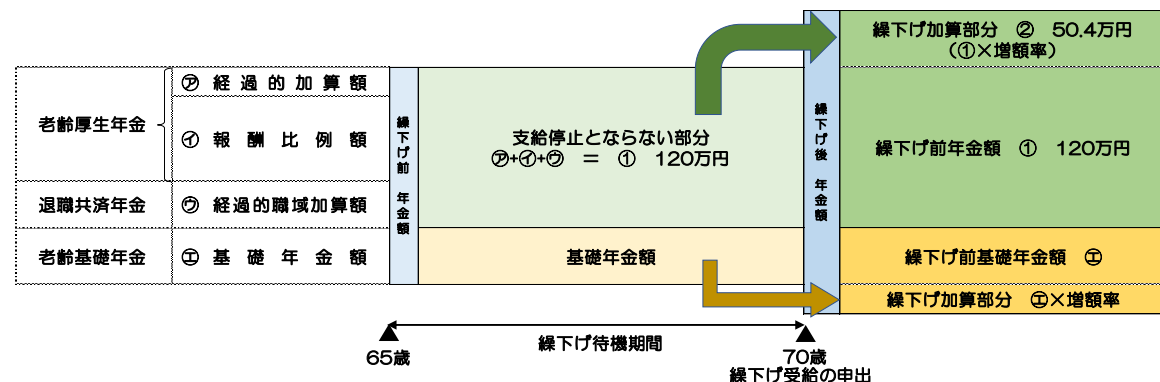 繰下げ加算部分 ② 50.4万円
(①×増額率)
老齢厚生年金
㋐ 経過的加算額
㋑ 報酬比例額
繰下げ前 年金額
支給停止とならない部分
㋐+㋑+㋒ = ① 120万円
繰下げ後 年金額
繰下げ前年金額 ① 120万円
退職共済年金
㋒ 経過的職域加算額
老齢基礎年金
㋓ 基礎年金額
基礎年金額
繰下げ前基礎年金額 ㋓
繰下げ加算部分 ㋓×増額率
繰下げ待機期間
65歳
70歳
繰下げ受給の申出